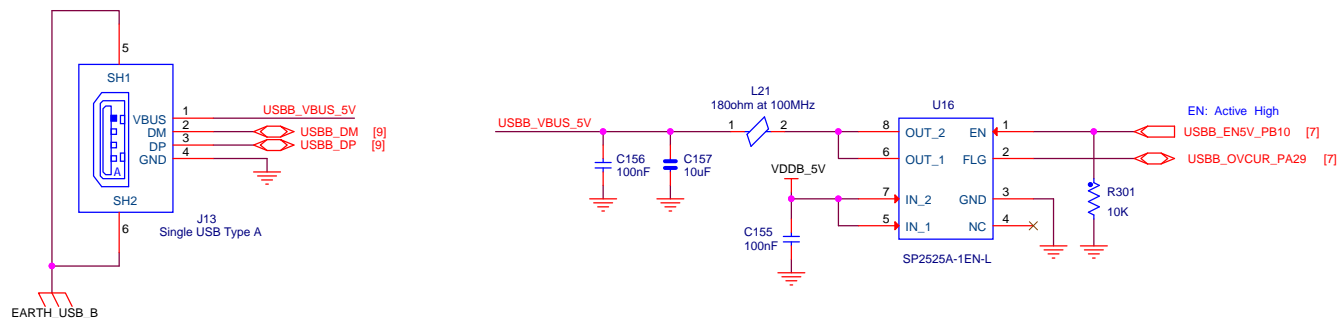 5
SH1
VBUS 1 USBB_VBUS_5V
DM 2 USBB_DM [9]
DP 3 USBB_DP [9]
GND 4
A
SH2
6
J13
Single USB Type A
EARTH_USB_B
USBB_VBUS_5V
L21
180ohm at 100MHz
1 2
C156
100nF
C157
10uF
VDDB_5V
C155
100nF
U16
8 OUT_2 EN 1
6 OUT_1 FLG 2
7 IN_2 GND 3
5 IN_1 NC 4
SP2525A-1EN-L
EN: Active High
USBB_EN5V_PB10 [7]
USBB_OVCUR_PA29 [7]
R301
10K